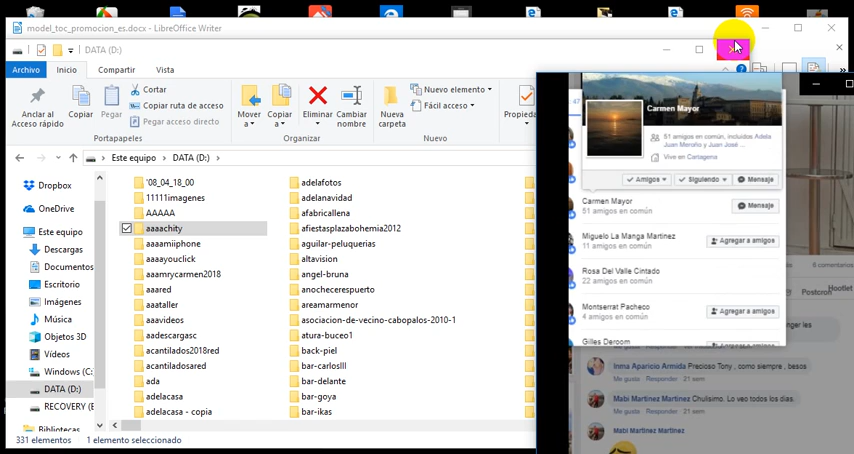 model_toc_promocion_es.docx - LibreOffice Writer
DATA (D:)
Archivo Inicio Compartir Vista
Anclar al Acceso rápido
Copiar
Pegar
Cortar
Copiar ruta de acceso
Pegar acceso directo
Mover a
Copiar a
Eliminar
Cambiar nombre
Nueva carpeta
Nuevo elemento
Fácil acceso
Propieda
Portapapeles
Organizar
Nuevo
Este equipo > DATA (D:) >
Dropbox
OneDrive
Este equipo
Descargas
Documentos
Escritorio
Imágenes
Música
Objetos 3D
Vídeos
Windows (C:
DATA (D:)
RECOVERY (E
Bibliotecas
'08_04_18_00
11111imagenes
AAAAA
aaaachity
aaaamiiphone
aaaayouclick
aaamrycarmen2018
aaared
aaataller
aaavideos
aadescargasc
acantilados2018red
acantiladosared
ada
adelacasa
adelacasa - copia
adelafotos
adelanavidad
afabricallena
afiestasplazabohemia2012
aguilar-peluquerias
altavision
angel-bruna
anochecerespuerto
areamarmenor
asociacion-de-vecino-cabopalos-2010-1
atura-buceo1
back-piel
bar-carlosIII
bar-delante
bar-goya
bar-ikas
331 elementos
1 elemento seleccionado
47
Carmen Mayor
51 amigos en común, incluidos Adela
Juan Meroño y Juan José ...
Vive en Cartagena
Amigos
Siguiendo
Mensaje
Carmen Mayor
51 amigos en común
Mensaje
Miguelo La Manga Martinez
11 amigos en común
Agregar a amigos
Rosa Del Valle Cintado
22 amigos en común
Montserrat Pacheco
4 amigos en común
Agregar a amigos
Gilles Deroom
6 comentarios
Hootlet
Inma Aparicio Armida Precioso Tony , como siempre , besos
Me gusta · Responder · 21 sem
Mabi Martinez Martinez Chulisimo. Lo veo todos los dias.
Me gusta · Responder · 21 sem
Mabi Martinez Martinez